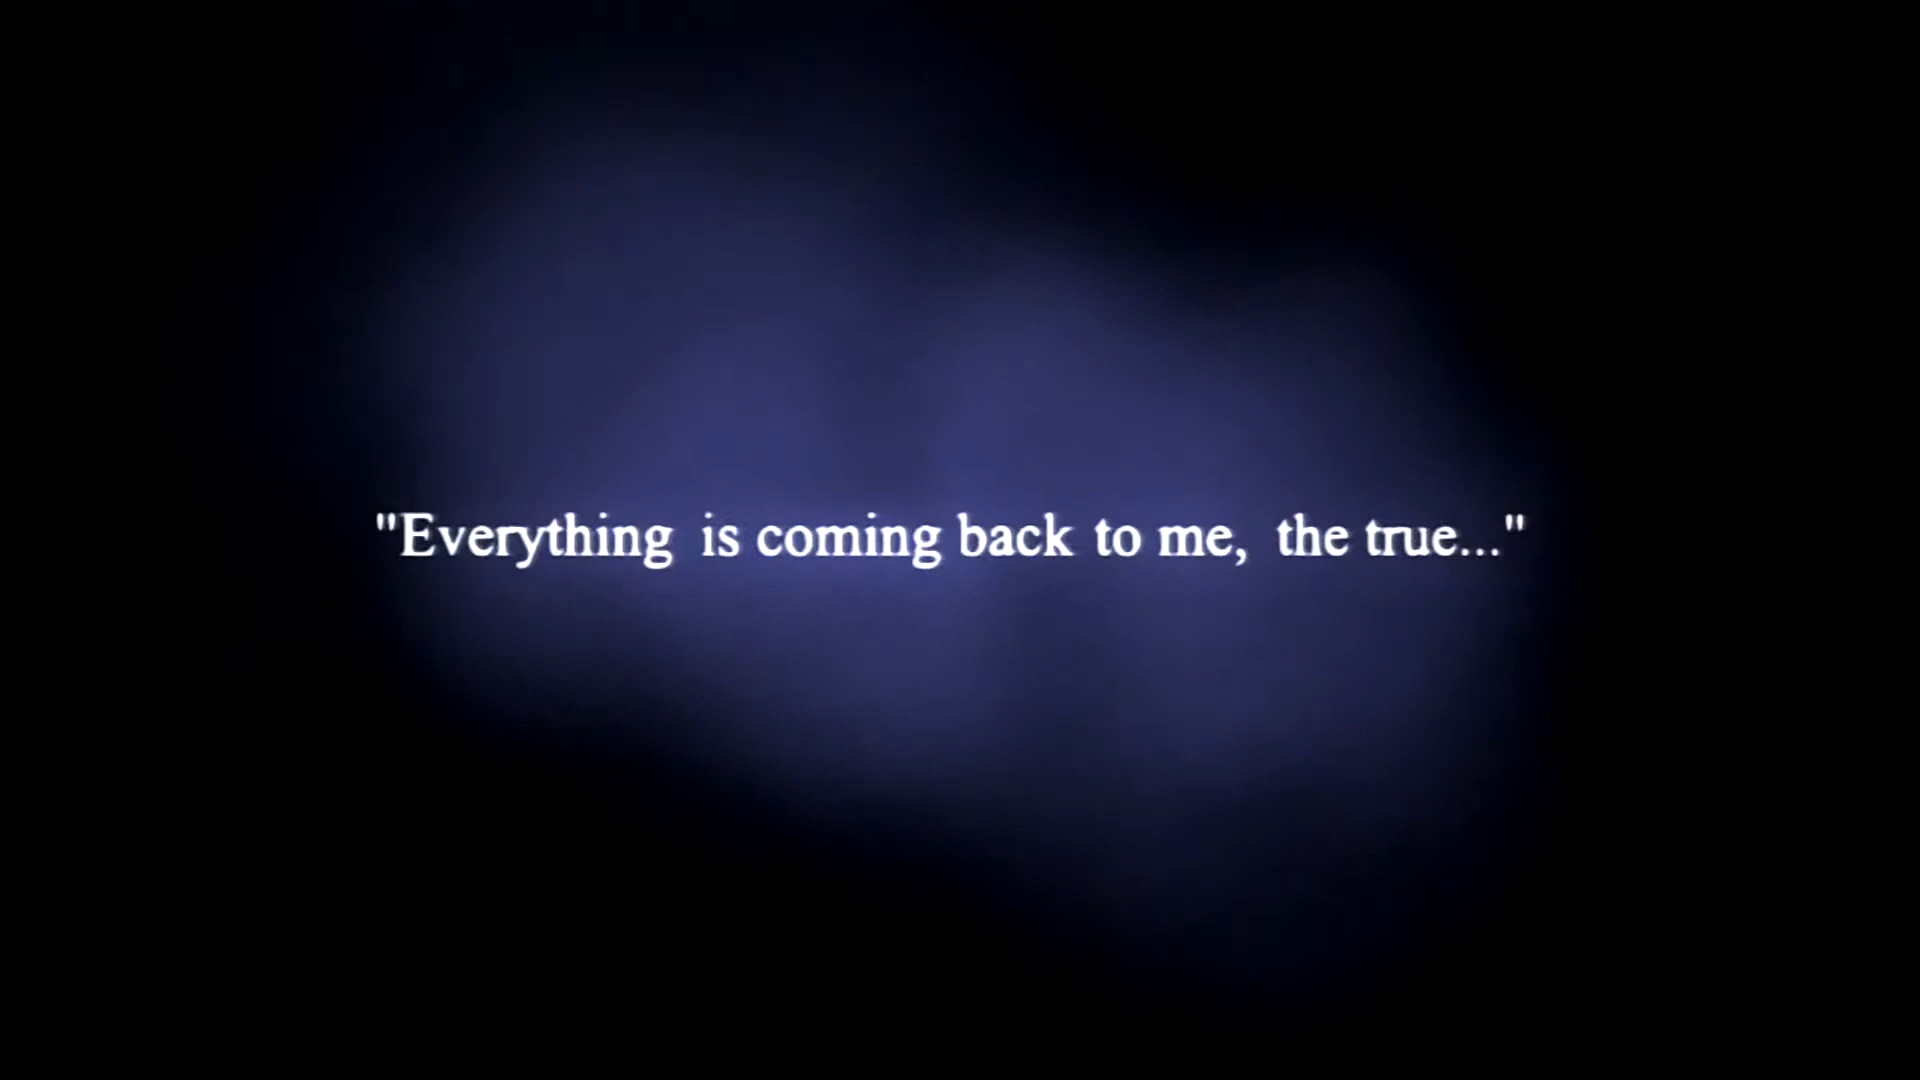 "Everything is coming back to me, the true..."